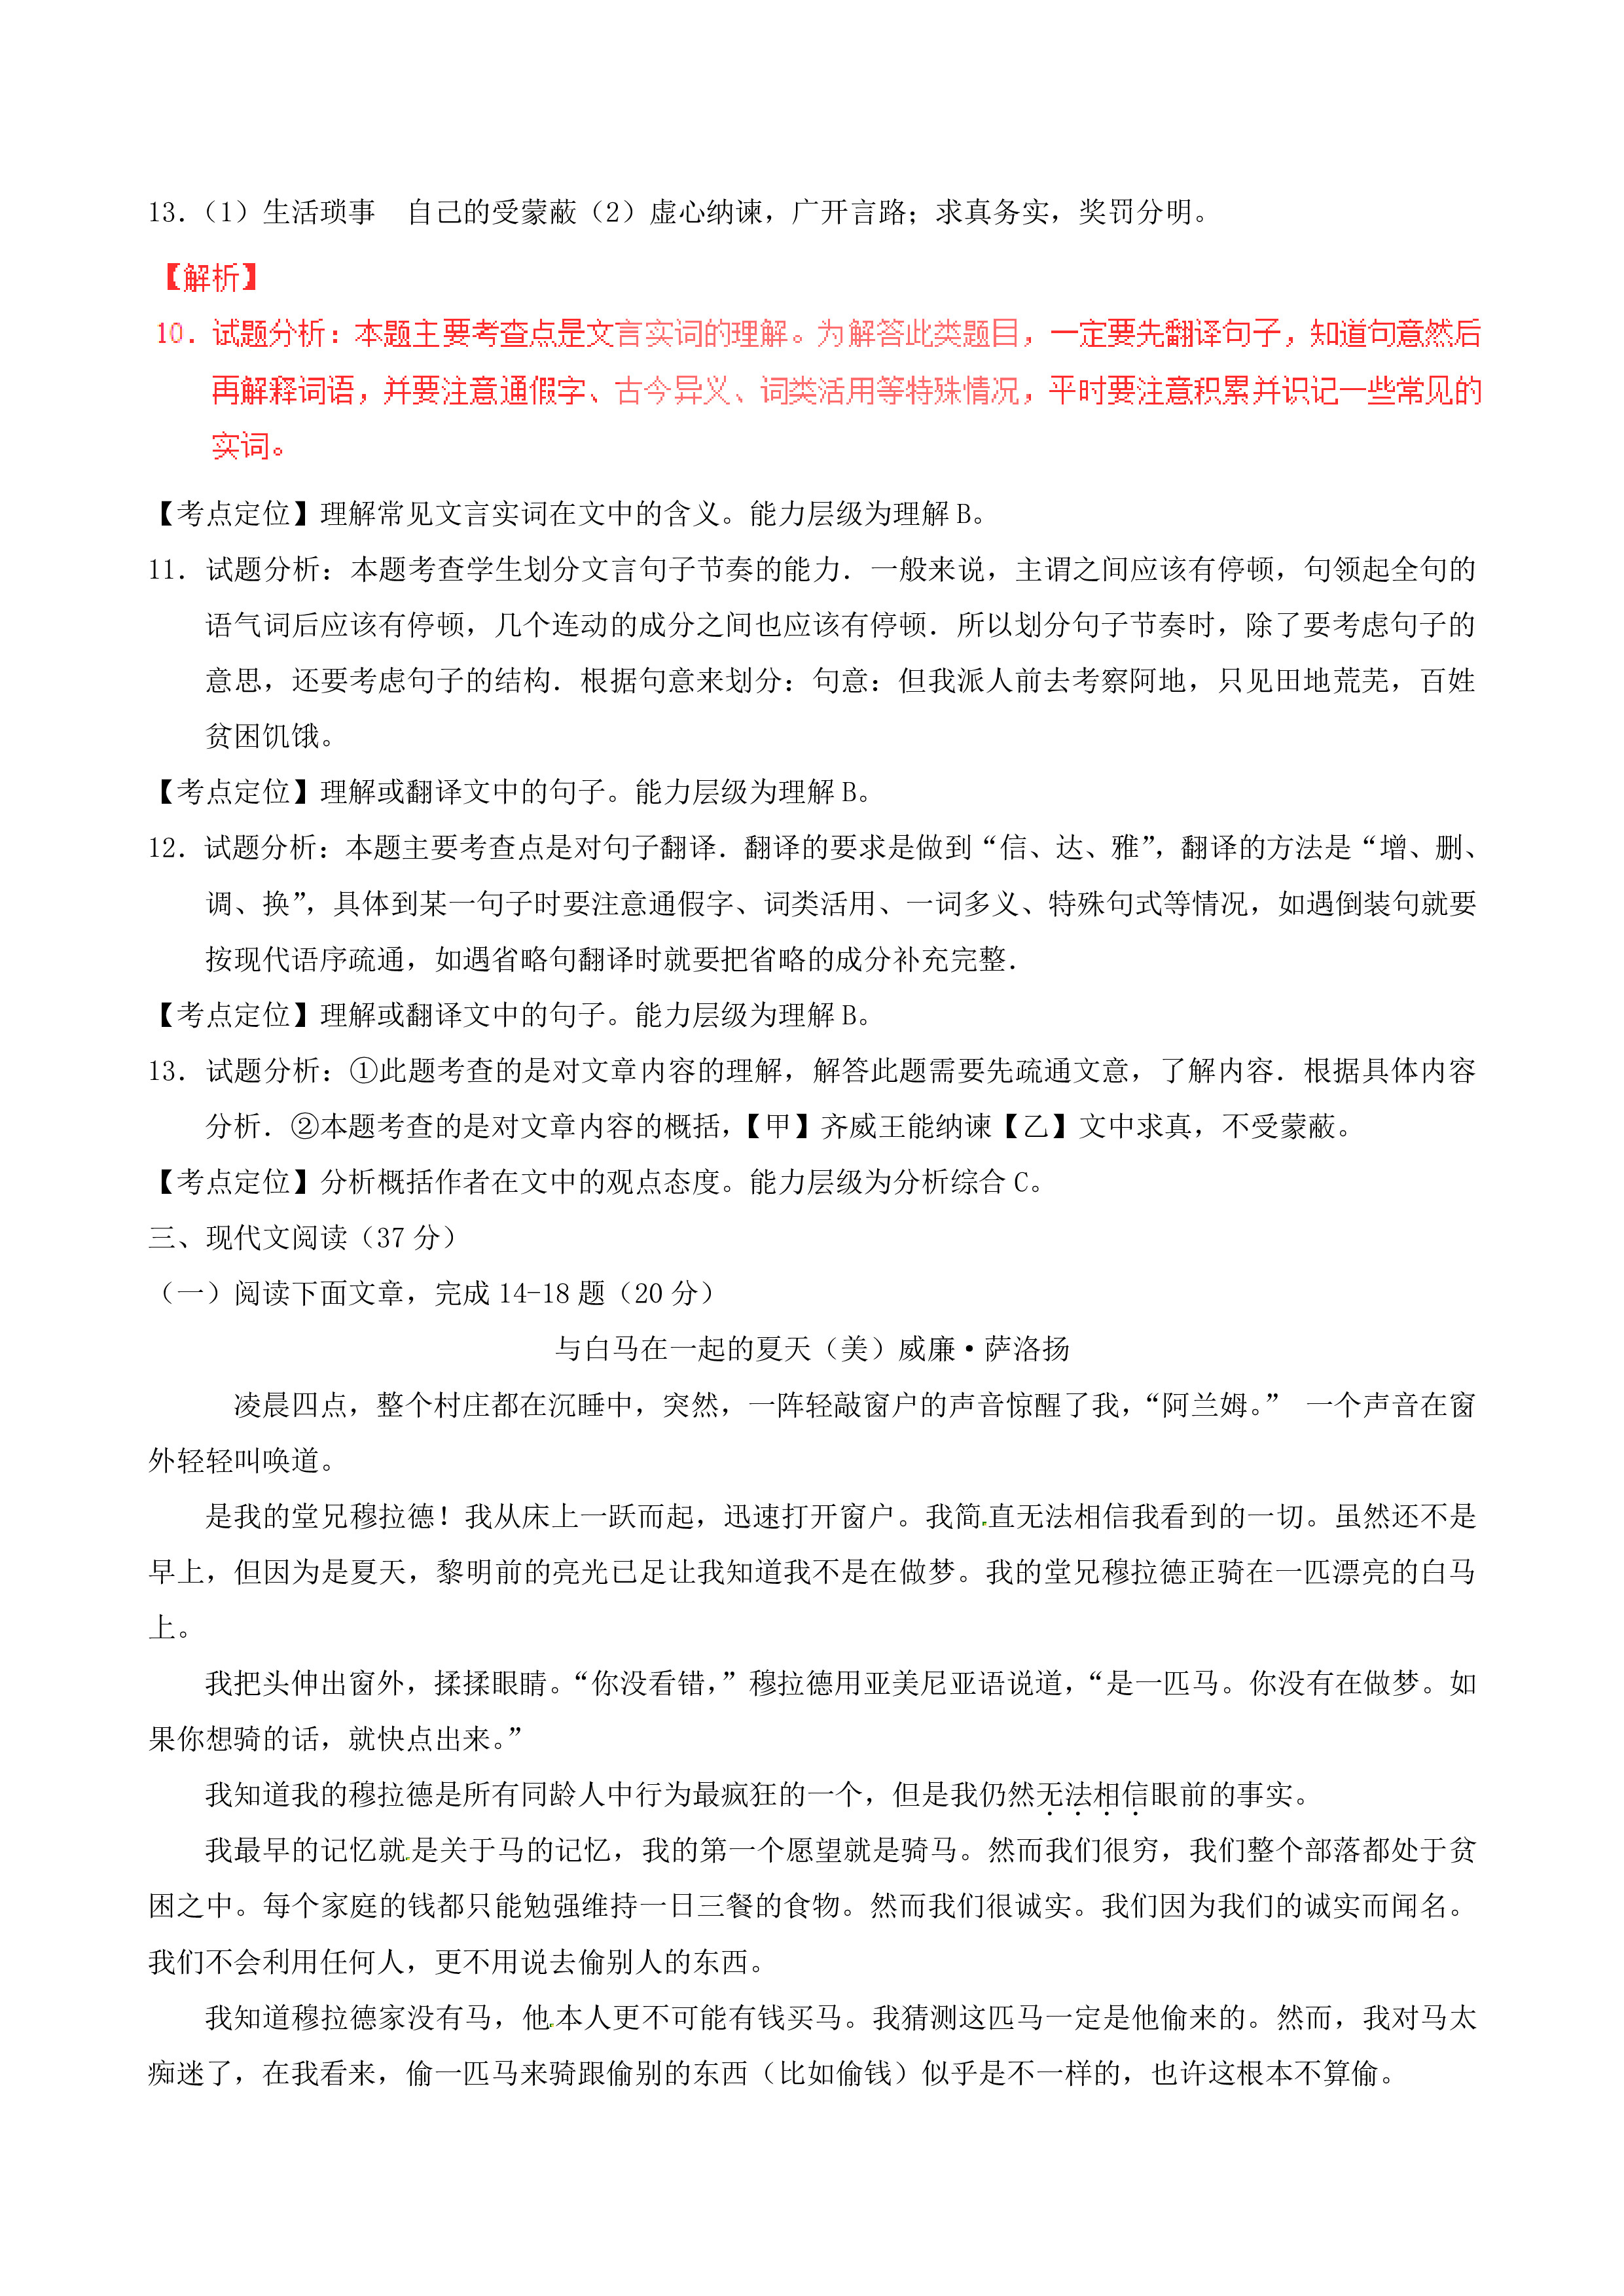 13．（1）生活琐事　自己的受蒙蔽（2）虚心纳谏，广开言路；求真务实，奖罚分明。
【解析】
10．试题分析：本题主要考查点是文言实词的理解。为解答此类题目，一定要先翻译句子，知道句意然后
再解释词语，并要注意通假字、古今异义、词类活用等特殊情况，平时要注意积累并识记一些常见的
实词。
【考点定位】理解常见文言实词在文中的含义。能力层级为理解 B。
11．试题分析：本题考查学生划分文言句子节奏的能力．一般来说，主谓之间应该有停顿，句领起全句的
语气词后应该有停顿，几个连动的成分之间也应该有停顿．所以划分句子节奏时，除了要考虑句子的
意思，还要考虑句子的结构．根据句意来划分：句意：但我派人前去考察阿地，只见田地荒芜，百姓
贫困饥饿。
【考点定位】理解或翻译文中的句子。能力层级为理解 B。
12．试题分析：本题主要考查点是对句子翻译．翻译的要求是做到“信、达、雅”，翻译的方法是“增、删、
调、换”，具体到某一句子时要注意通假字、词类活用、一词多义、特殊句式等情况，如遇倒装句就要
按现代语序疏通，如遇省略句翻译时就要把省略的成分补充完整．
【考点定位】理解或翻译文中的句子。能力层级为理解 B。
13．试题分析：①此题考查的是对文章内容的理解，解答此题需要先疏通文意，了解内容．根据具体内容
分析．②本题考查的是对文章内容的概括，【甲】齐威王能纳谏【乙】文中求真，不受蒙蔽。
【考点定位】分析概括作者在文中的观点态度。能力层级为分析综合 C。
三、现代文阅读（37 分）
（一）阅读下面文章，完成 14-18 题（20 分）
与白马在一起的夏天（美）威廉·萨洛扬
凌晨四点，整个村庄都在沉睡中，突然，一阵轻敲窗户的声音惊醒了我，“阿兰姆。” 一个声音在窗
外轻轻叫唤道。
是我的堂兄穆拉德！我从床上一跃而起，迅速打开窗户。我简直无法相信我看到的一切。虽然还不是
早上，但因为是夏天，黎明前的亮光已足让我知道我不是在做梦。我的堂兄穆拉德正骑在一匹漂亮的白马
上。
我把头伸出窗外，揉揉眼睛。“你没看错，”穆拉德用亚美尼亚语说道，“是一匹马。你没有在做梦。如
果你想骑的话，就快点出来。”
我知道我的穆拉德是所有同龄人中行为最疯狂的一个，但是我仍然无法相信眼前的事实。
我最早的记忆就是关于马的记忆，我的第一个愿望就是骑马。然而我们很穷，我们整个部落都处于贫
困之中。每个家庭的钱都只能勉强维持一日三餐的食物。然而我们很诚实。我们因为我们的诚实而闻名。
我们不会利用任何人，更不用说去偷别人的东西。
我知道穆拉德家没有马，他本人更不可能有钱买马。我猜测这匹马一定是他偷来的。然而，我对马太
痴迷了，在我看来，偷一匹马来骑跟偷别的东西（比如偷钱）似乎是不一样的，也许这根本不算偷。